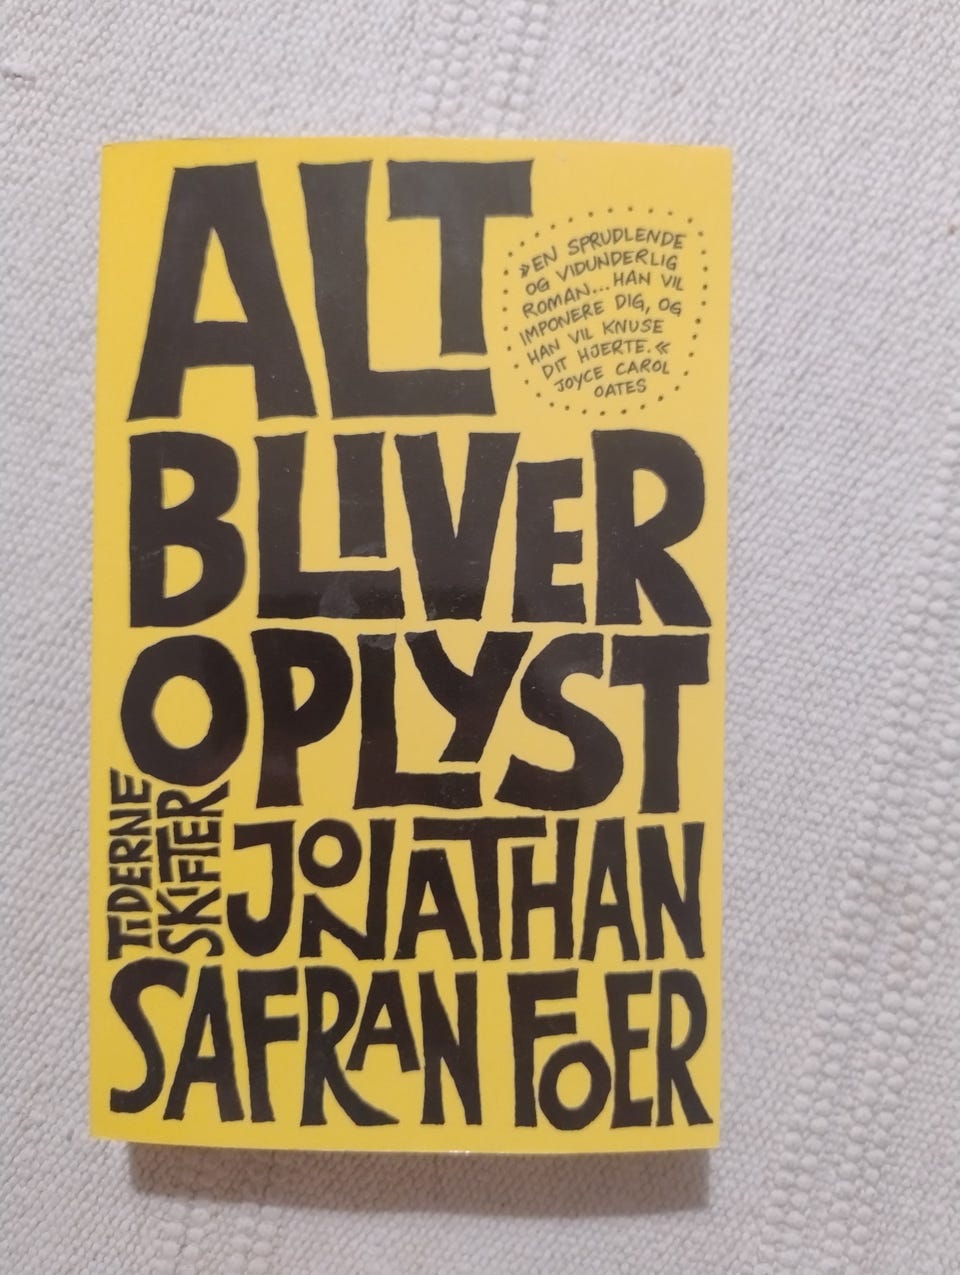 ALT
»EN SPRUDLENDE
OG VIDUNDERLIG
ROMAN... HAN VIL
IMPONERE DIG, OG
HAN VIL KNUSE
DIT HJERTE.«
JOYCE CAROL
OATES
BLIVER
OPLYST
TIDERNE
SKIFTER
JONATHAN
SAFRAN FOER